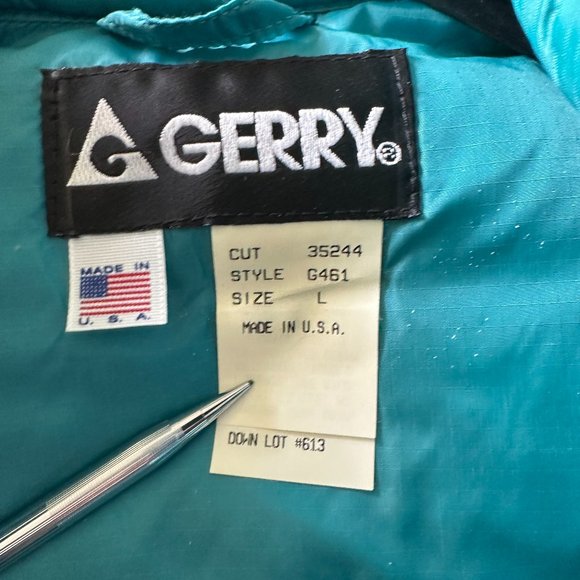 GERRY®
MADE IN
U. S. A.
CUT 35244
STYLE G461
SIZE L
MADE IN U.S.A.
DOWN LOT #613